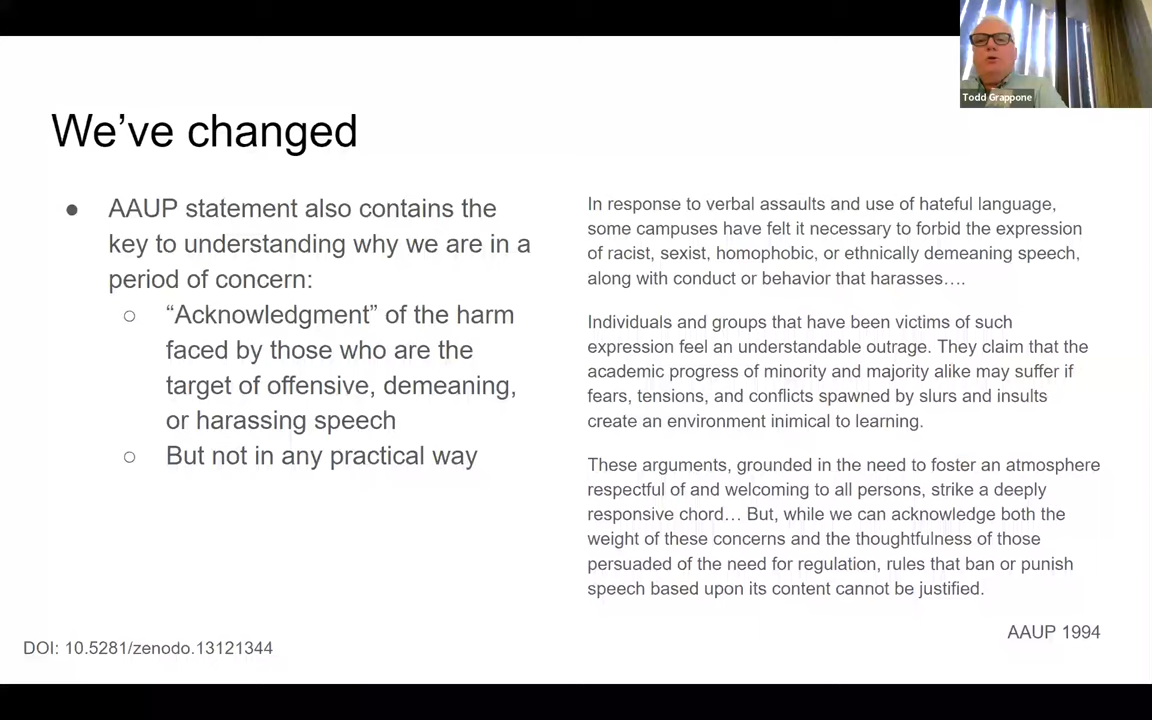 Todd Grappone
We’ve changed
● AAUP statement also contains the
key to understanding why we are in a
period of concern:
○ “Acknowledgment” of the harm
faced by those who are the
target of offensive, demeaning,
or harassing speech
○ But not in any practical way
In response to verbal assaults and use of hateful language,
some campuses have felt it necessary to forbid the expression
of racist, sexist, homophobic, or ethnically demeaning speech,
along with conduct or behavior that harasses….
Individuals and groups that have been victims of such
expression feel an understandable outrage. They claim that the
academic progress of minority and majority alike may suffer if
fears, tensions, and conflicts spawned by slurs and insults
create an environment inimical to learning.
These arguments, grounded in the need to foster an atmosphere
respectful of and welcoming to all persons, strike a deeply
responsive chord… But, while we can acknowledge both the
weight of these concerns and the thoughtfulness of those
persuaded of the need for regulation, rules that ban or punish
speech based upon its content cannot be justified.
AAUP 1994
DOI: 10.5281/zenodo.13121344